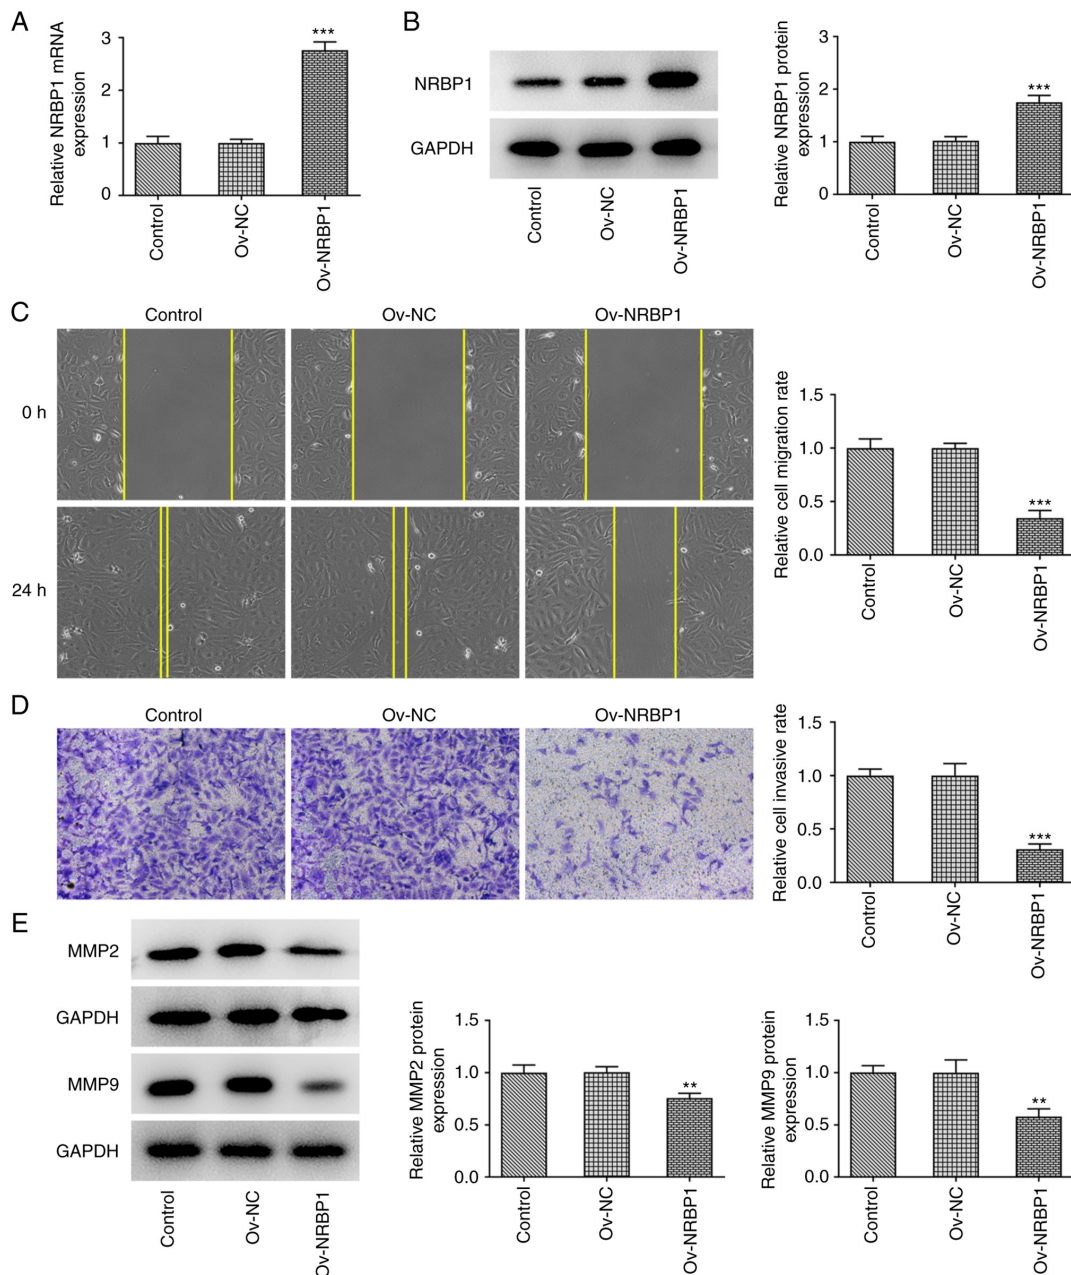 A
Relative NRBP1 mRNA
expression
3
2
1
0
***
Control
Ov-NC
Ov-NRBP1
B
NRBP1
GAPDH
Control
Ov-NC
Ov-NRBP1
Relative NRBP1 protein
expression
3
2
1
0
***
Control
Ov-NC
Ov-NRBP1
C
Control
Ov-NC
Ov-NRBP1
0 h
24 h
Relative cell migration rate
1.5
1.0
0.5
0.0
***
Control
Ov-NC
Ov-NRBP1
D
Control
Ov-NC
Ov-NRBP1
Relative cell invasive rate
1.5
1.0
0.5
0.0
***
Control
Ov-NC
Ov-NRBP1
E
MMP2
GAPDH
MMP9
GAPDH
Control
Ov-NC
Ov-NRBP1
Relative MMP2 protein
expression
1.5
1.0
0.5
0.0
**
Control
Ov-NC
Ov-NRBP1
Relative MMP9 protein
expression
1.5
1.0
0.5
0.0
**
Control
Ov-NC
Ov-NRBP1